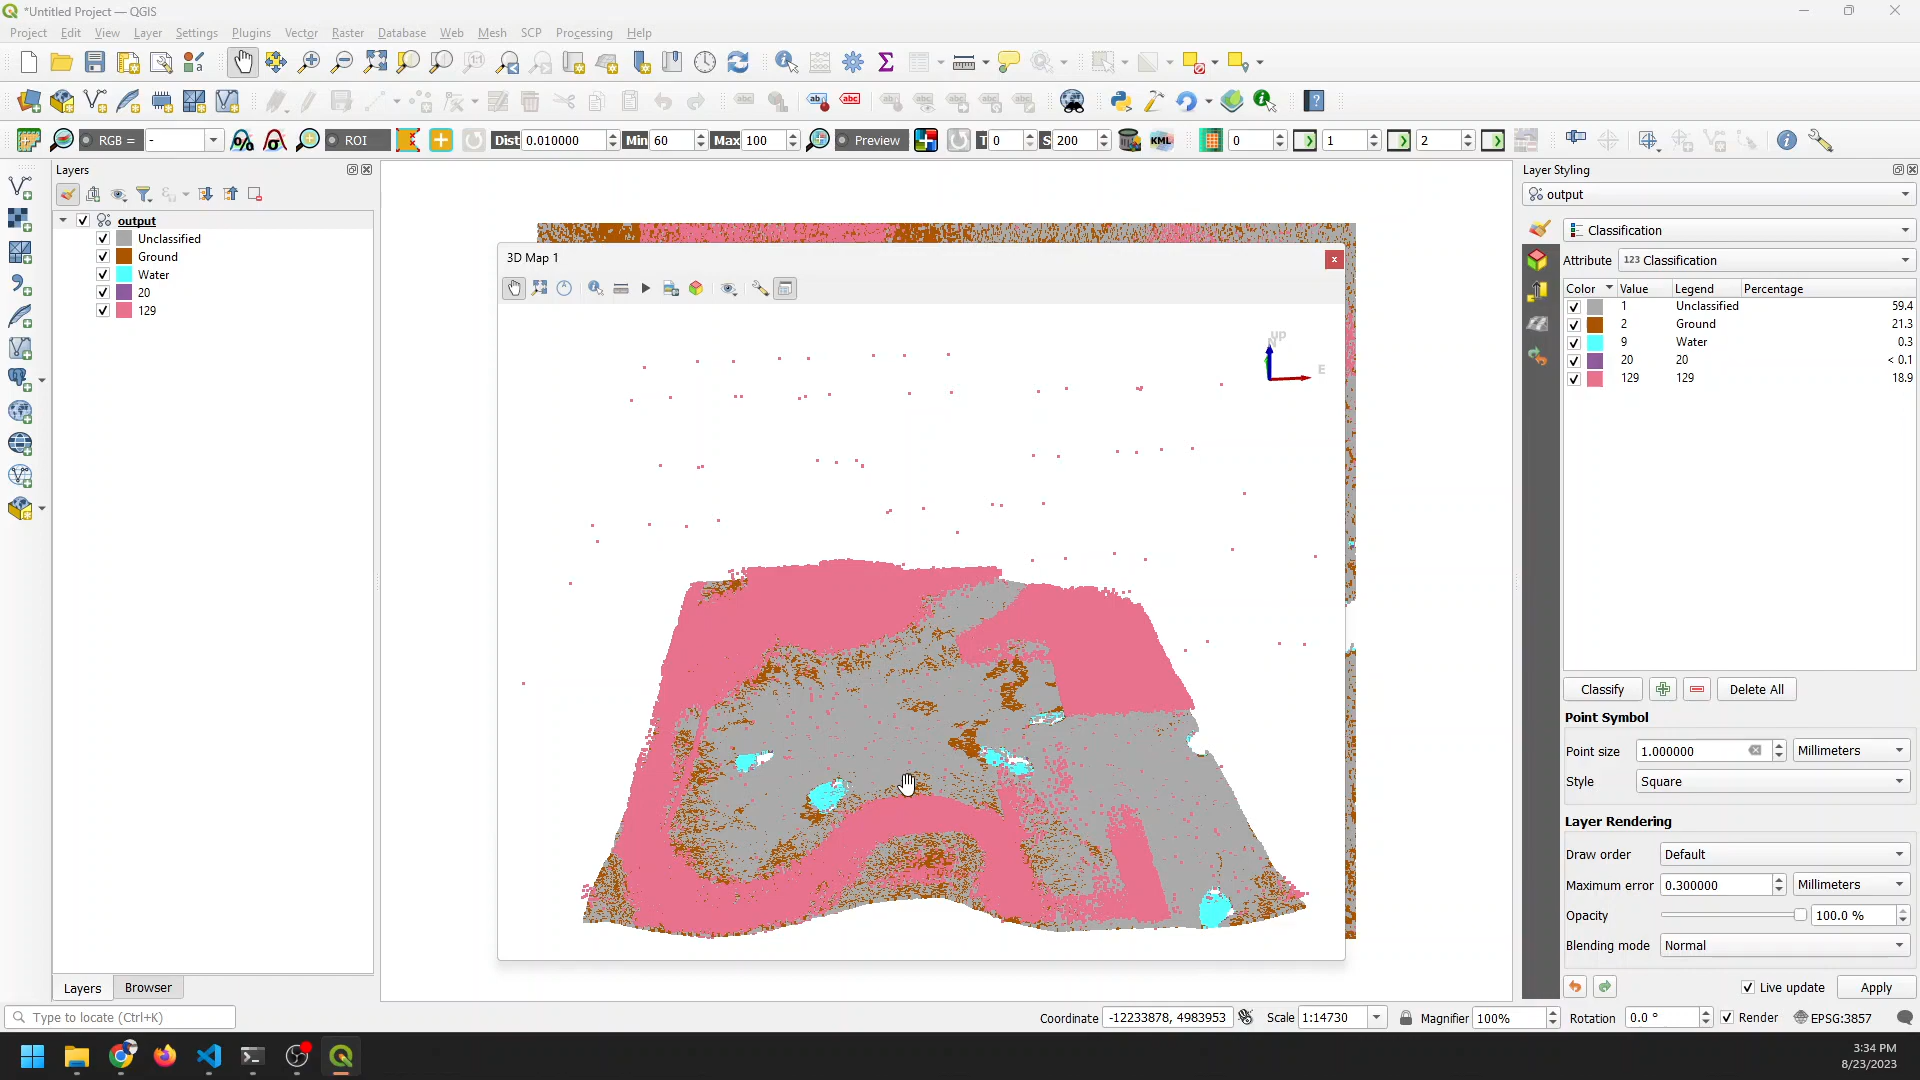 *Untitled Project — QGIS
Project Edit View Layer Settings Plugins Vector Raster Database Web Mesh SCP Processing Help
RGB = - ROI Dist 0.010000 Min 60 Max 100 Preview T 0 S 200 KML 0 1 2
Layers
output
Unclassified
Ground
Water
20
129
Layers Browser
3D Map 1
UP
N
E
Layer Styling
output
Classification
Attribute 123 Classification
Color Value Legend Percentage
1 Unclassified 59.4
2 Ground 21.3
9 Water 0.3
20 20 < 0.1
129 129 18.9
Classify Delete All
Point Symbol
Point size 1.000000 Millimeters
Style Square
Layer Rendering
Draw order Default
Maximum error 0.300000 Millimeters
Opacity 100.0 %
Blending mode Normal
Live update Apply
Type to locate (Ctrl+K) Coordinate -12233878, 4983953 Scale 1:14730 Magnifier 100% Rotation 0.0 ° Render EPSG:3857
3:34 PM
8/23/2023